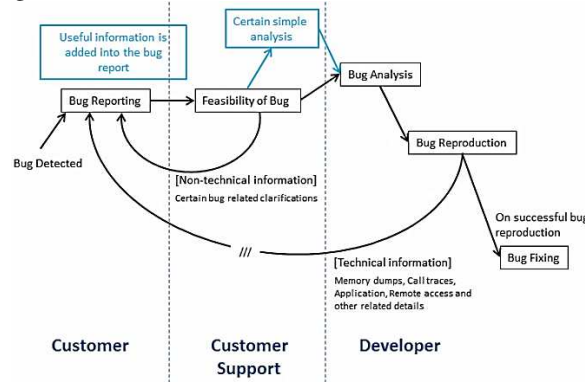 Certain simple
analysis
Useful information is
added into the bug
report
Bug Analysis
Bug Reporting
Feasibility of Bug
Bug Reproduction
Bug Detected
[Non-technical information]
Certain bug related clarifications
On successful bug
reproduction
///
Bug Fixing
[Technical information]
Memory dumps, Call traces,
Application, Remote access and
other related details
Customer
Customer
Support
Developer